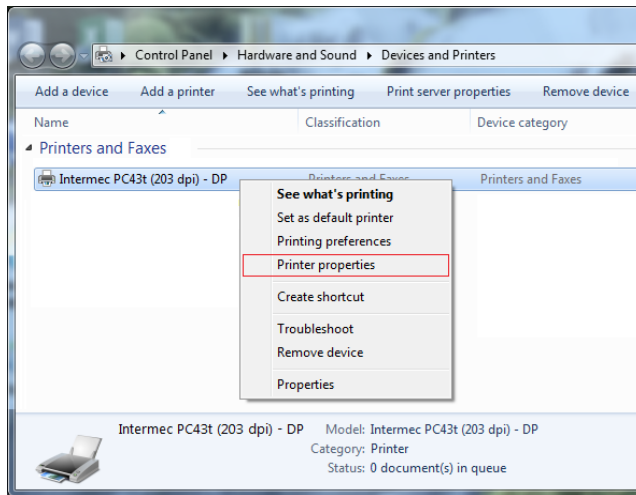 Control Panel Hardware and Sound Devices and Printers
Add a device Add a printer See what's printing Print server properties Remove device
Name Classification Device category
Printers and Faxes
Intermec PC43t (203 dpi) - DP Printers and Faxes Printers and Faxes
See what's printing
Set as default printer
Printing preferences
Printer properties
Create shortcut
Troubleshoot
Remove device
Properties
Intermec PC43t (203 dpi) - DP Model: Intermec PC43t (203 dpi) - DP
Category: Printer
Status: 0 document(s) in queue